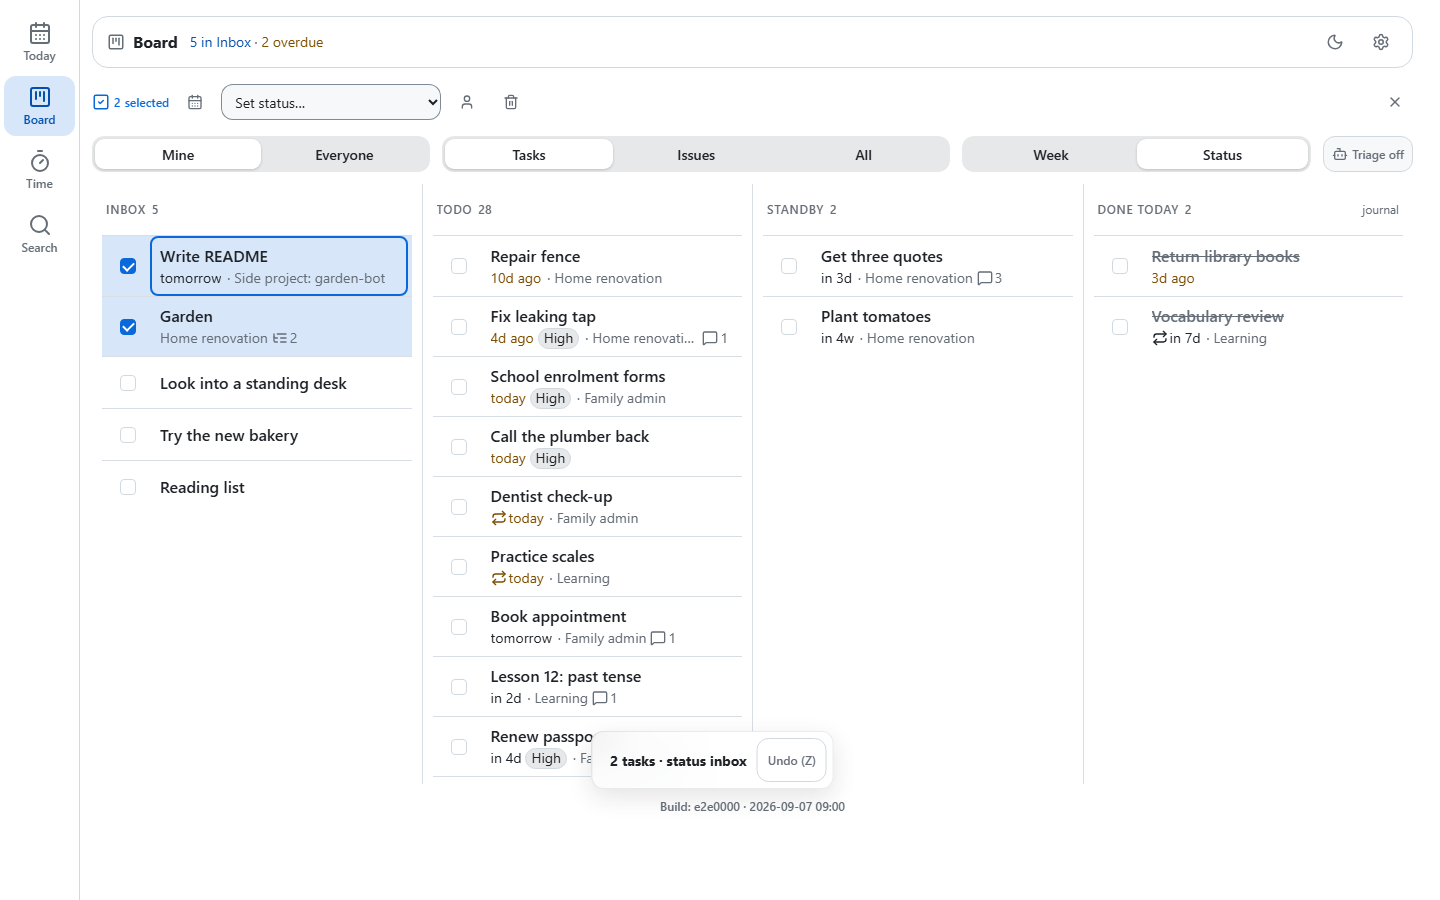 Today
Board
Time
Search
Board 5 in Inbox · 2 overdue
2 selected Set status...
Mine Everyone Tasks Issues All Week Status Triage off
INBOX 5
Write README
tomorrow · Side project: garden-bot
Garden
Home renovation 2
Look into a standing desk
Try the new bakery
Reading list
TODO 28
Repair fence
10d ago · Home renovation
Fix leaking tap
4d ago High · Home renovati... 1
School enrolment forms
today High · Family admin
Call the plumber back
today High
Dentist check-up
today · Family admin
Practice scales
today · Learning
Book appointment
tomorrow · Family admin 1
Lesson 12: past tense
in 2d · Learning 1
Renew
in 4d High
STANDBY 2
Get three quotes
in 3d · Home renovation 3
Plant tomatoes
in 4w · Home renovation
DONE TODAY 2 journal
Return library books
3d ago
Vocabulary review
in 7d · Learning
2 tasks · status inbox Undo (Z)
Build: e2e0000 · 2026-09-07 09:00